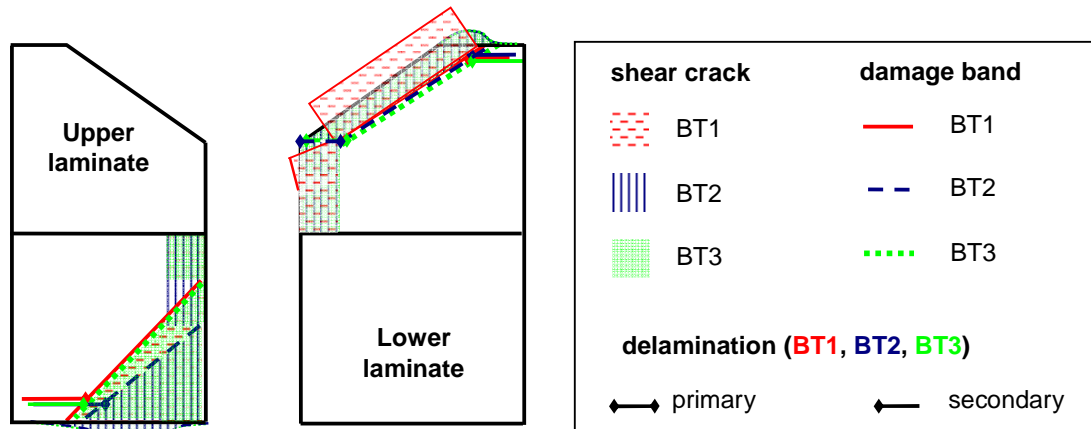 Upper
laminate
Lower
laminate
shear crack
damage band
BT1
BT1
BT2
BT2
BT3
BT3
delamination (BT1, BT2, BT3)
primary
secondary